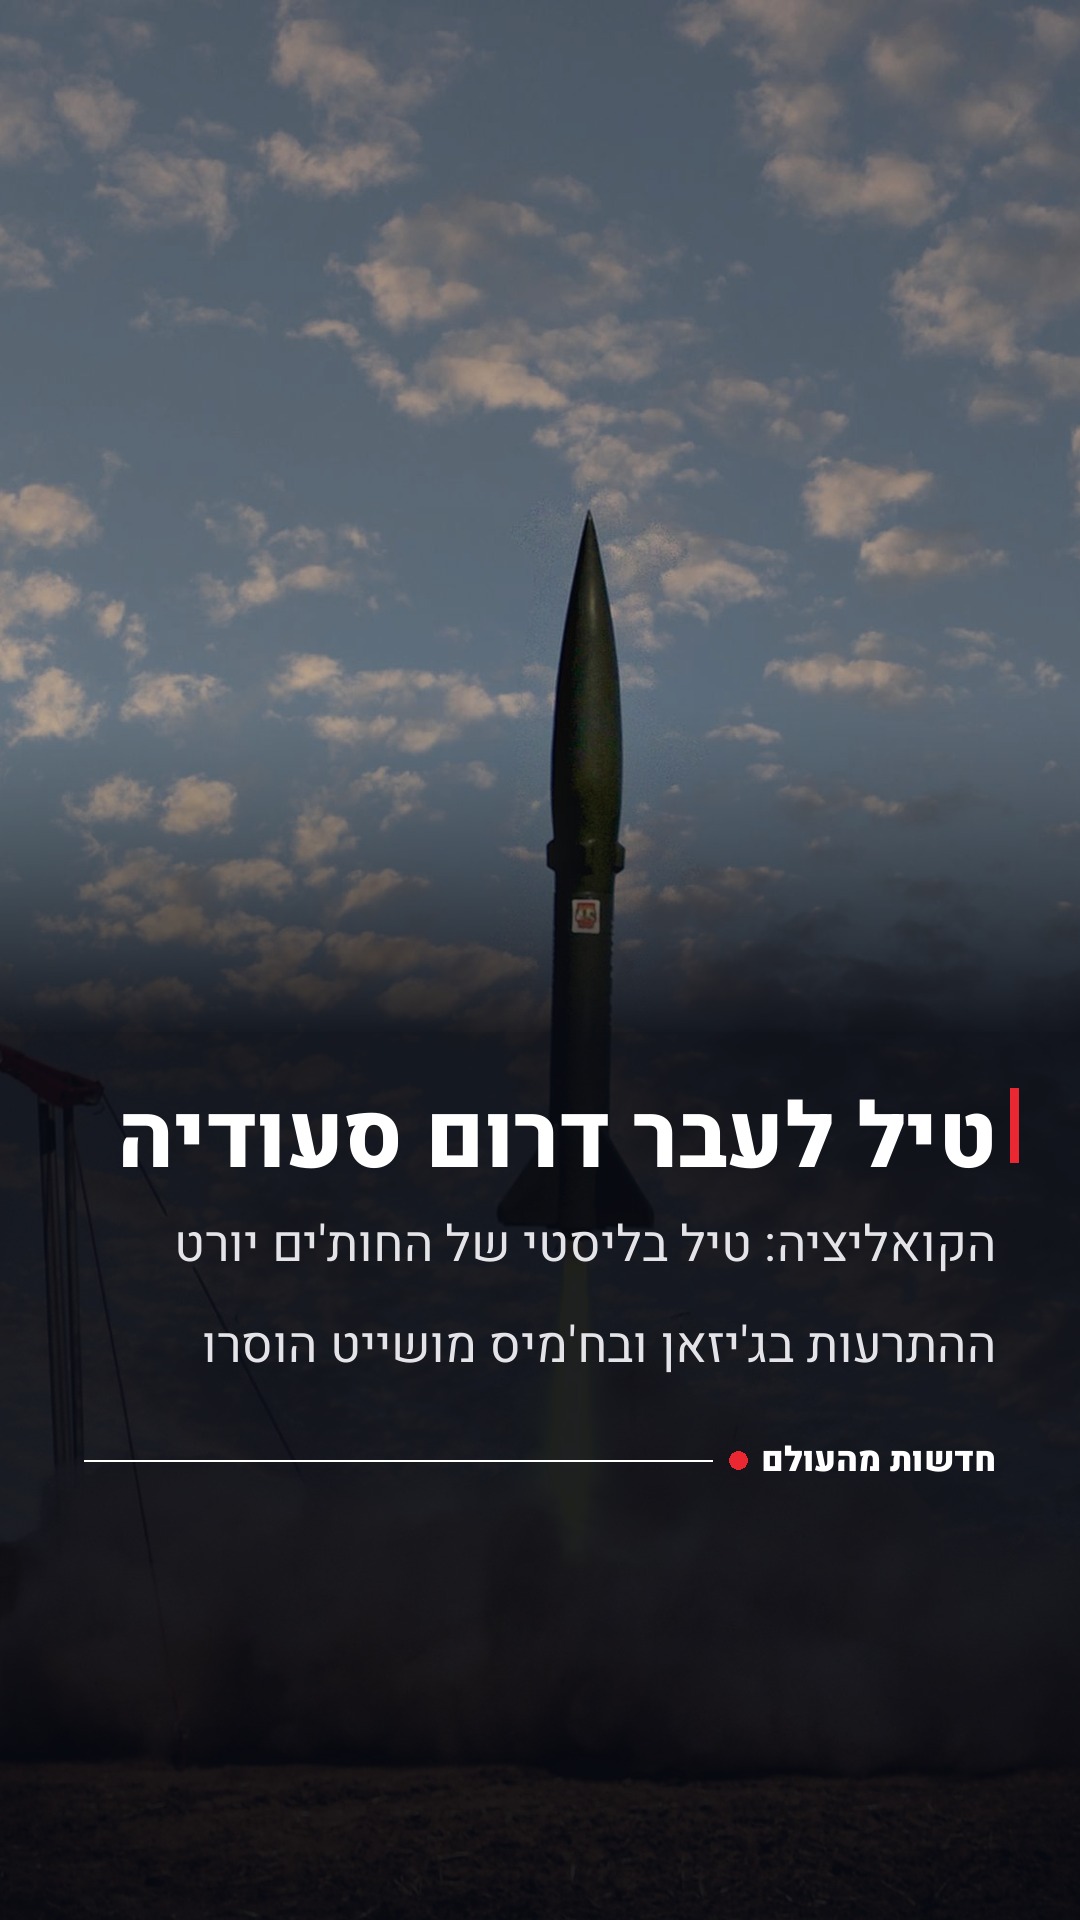 טיל לעבר דרום סעודיה
הקואליציה: טיל בליסטי של החות'ים יורט
ההתרעות בג'יזאן ובח'מיס מושייט הוסרו
חדשות מהעולם